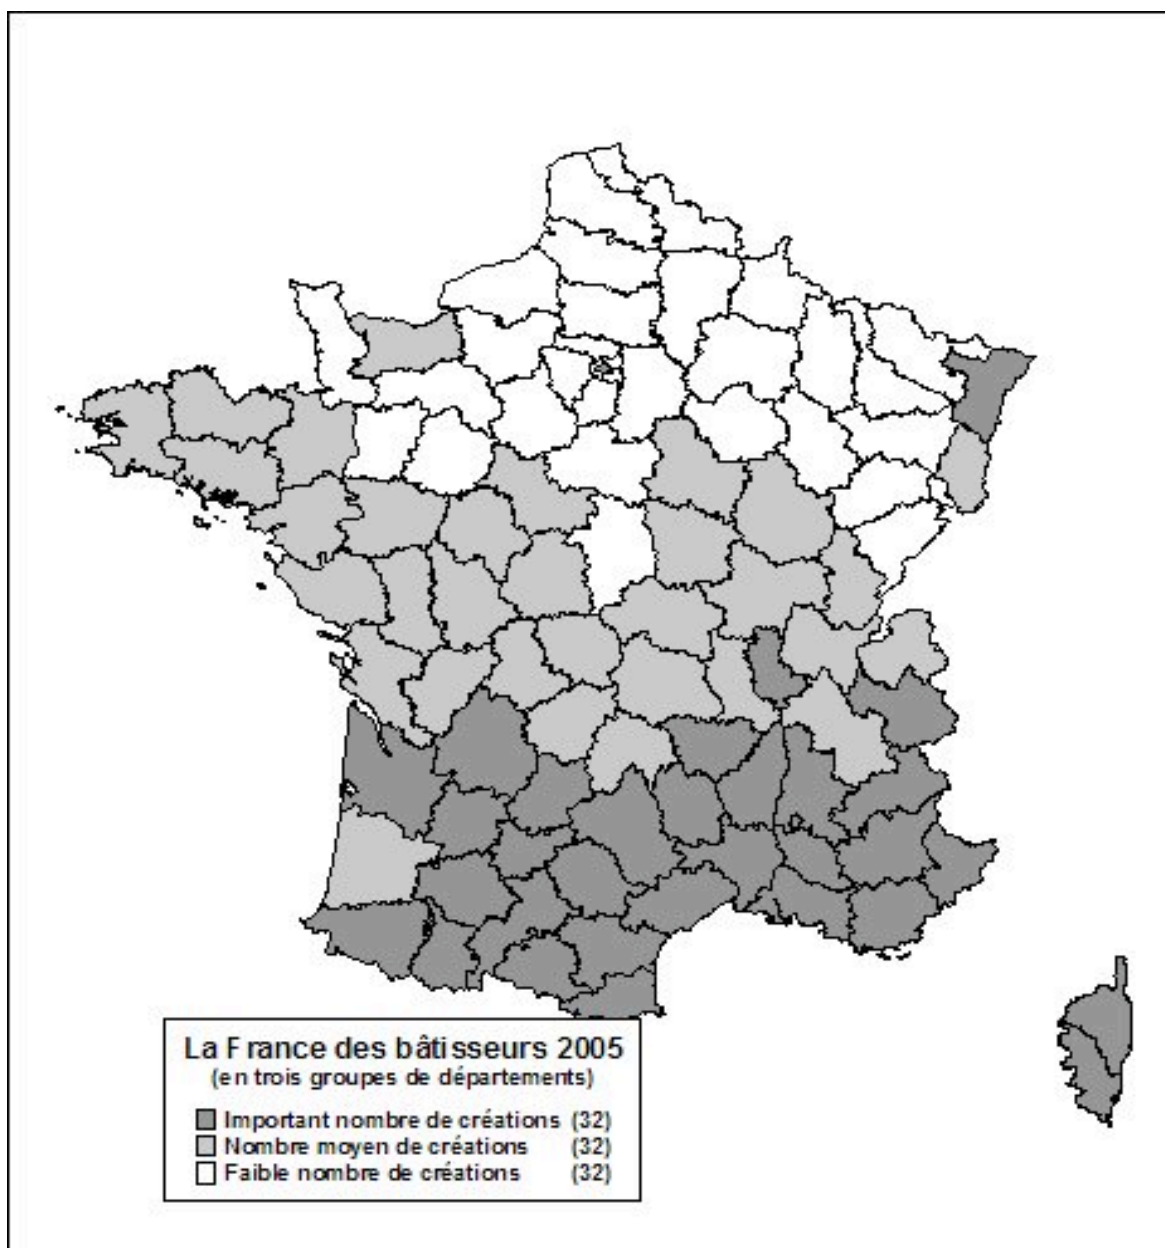 La France des bâtisseurs 2005
(en trois groupes de départements)
Important nombre de créations (32)
Nombre moyen de créations (32)
Faible nombre de créations (32)